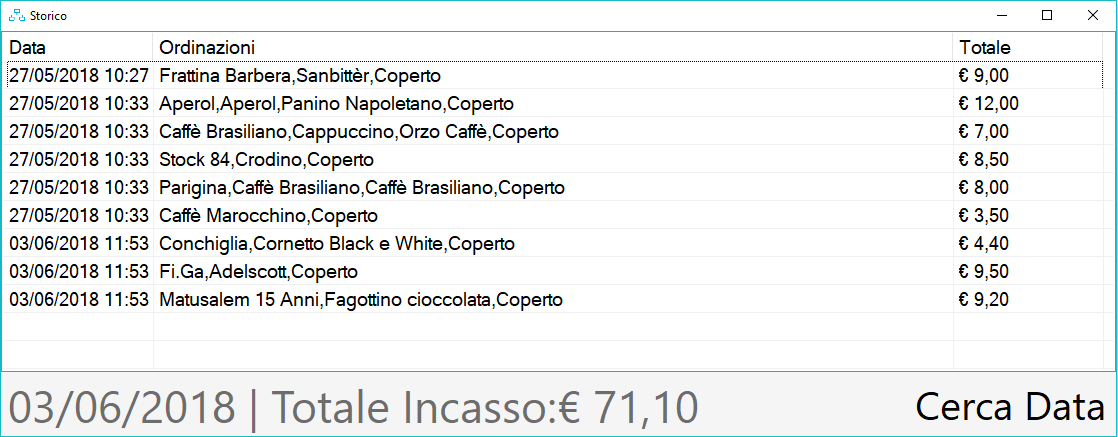 Storico
Data Ordinazioni Totale
27/05/2018 10:27 Frattina Barbera,Sanbittèr,Coperto € 9,00
27/05/2018 10:33 Aperol,Aperol,Panino Napoletano,Coperto € 12,00
27/05/2018 10:33 Caffè Brasiliano,Cappuccino,Orzo Caffè,Coperto € 7,00
27/05/2018 10:33 Stock 84,Crodino,Coperto € 8,50
27/05/2018 10:33 Parigina,Caffè Brasiliano,Caffè Brasiliano,Coperto € 8,00
27/05/2018 10:33 Caffè Marocchino,Coperto € 3,50
03/06/2018 11:53 Conchiglia,Cornetto Black e White,Coperto € 4,40
03/06/2018 11:53 Fi.Ga,Adelscott,Coperto € 9,50
03/06/2018 11:53 Matusalem 15 Anni,Fagottino cioccolata,Coperto € 9,20
03/06/2018 | Totale Incasso:€ 71,10 Cerca Data